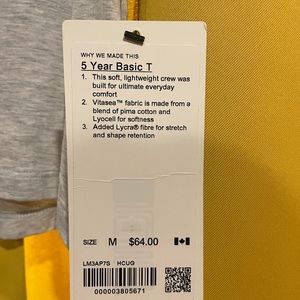 WHY WE MADE THIS
5 Year Basic T
1. This soft, lightweight crew was
built for ultimate everyday
comfort
2. Vitasea™ fabric is made from a
blend of pima cotton and
Lyocell for softness
3. Added Lycra® fibre for stretch
and shape retention
SIZE M $64.00
LM3AP7S HCUG
000003805671